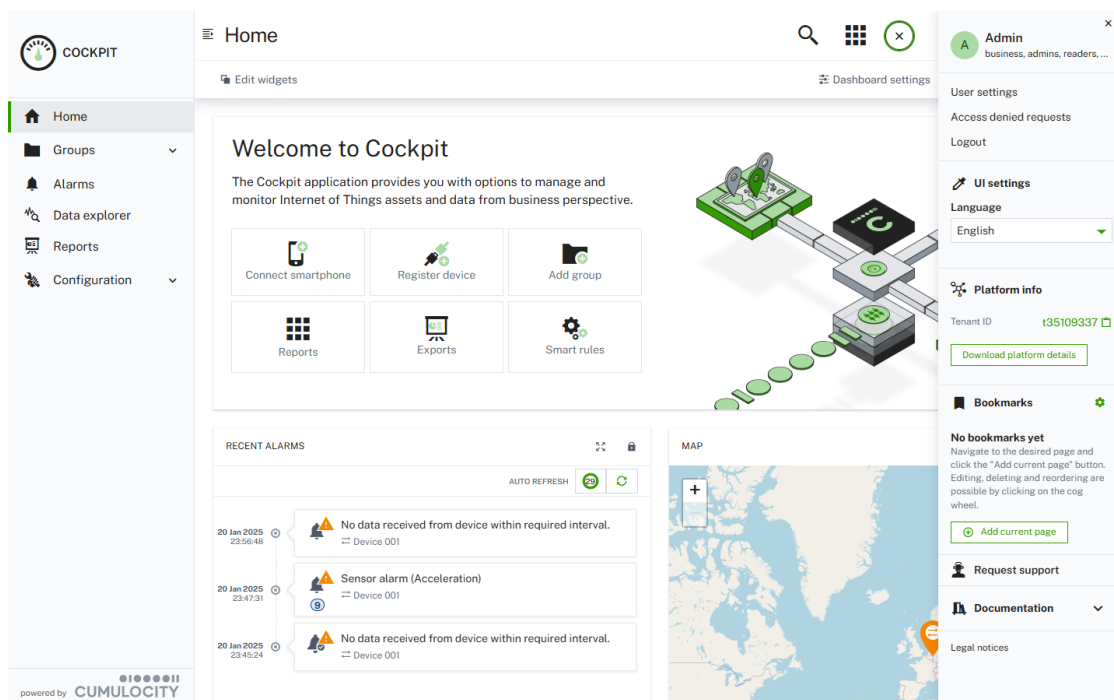 COCKPIT
Home
Groups
Alarms
Data explorer
Reports
Configuration
powered by CUMULOCITY
Home
Edit widgets
Dashboard settings
Welcome to Cockpit
The Cockpit application provides you with options to manage and
monitor Internet of Things assets and data from business perspective.
Connect smartphone
Register device
Add group
Reports
Exports
Smart rules
RECENT ALARMS
AUTO REFRESH
29
20 Jan 2025
23:56:48
No data received from device within required interval.
Device 001
20 Jan 2025
23:47:31
Sensor alarm (Acceleration)
Device 001
9
20 Jan 2025
23:45:24
No data received from device within required interval.
Device 001
MAP
+
−
A
Admin
business, admins, readers, ...
User settings
Access denied requests
Logout
UI settings
Language
English
Platform info
Tenant ID
t35109337
Download platform details
Bookmarks
No bookmarks yet
Navigate to the desired page and
click the "Add current page" button.
Editing, deleting and reordering are
possible by clicking on the cog
wheel.
Add current page
Request support
Documentation
Legal notices